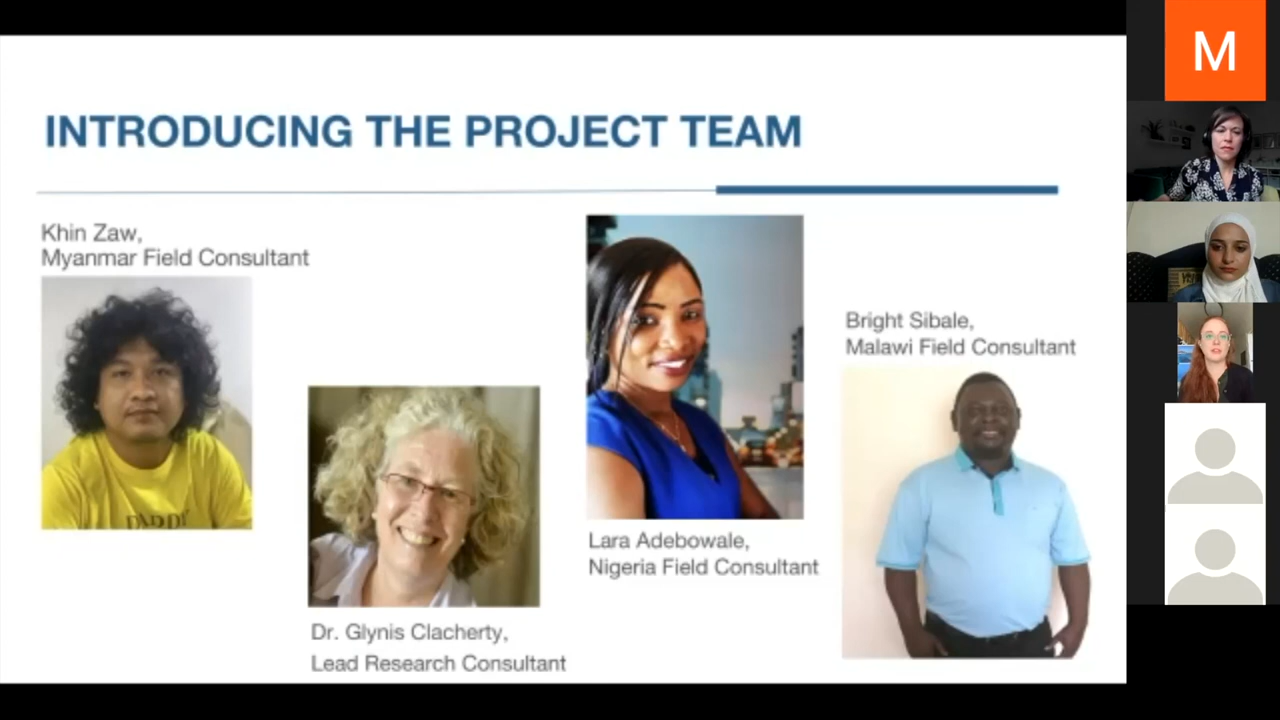 INTRODUCING THE PROJECT TEAM
Khin Zaw,
Myanmar Field Consultant
Dr. Glynis Clacherty,
Lead Research Consultant
Lara Adebowale,
Nigeria Field Consultant
Bright Sibale,
Malawi Field Consultant
M